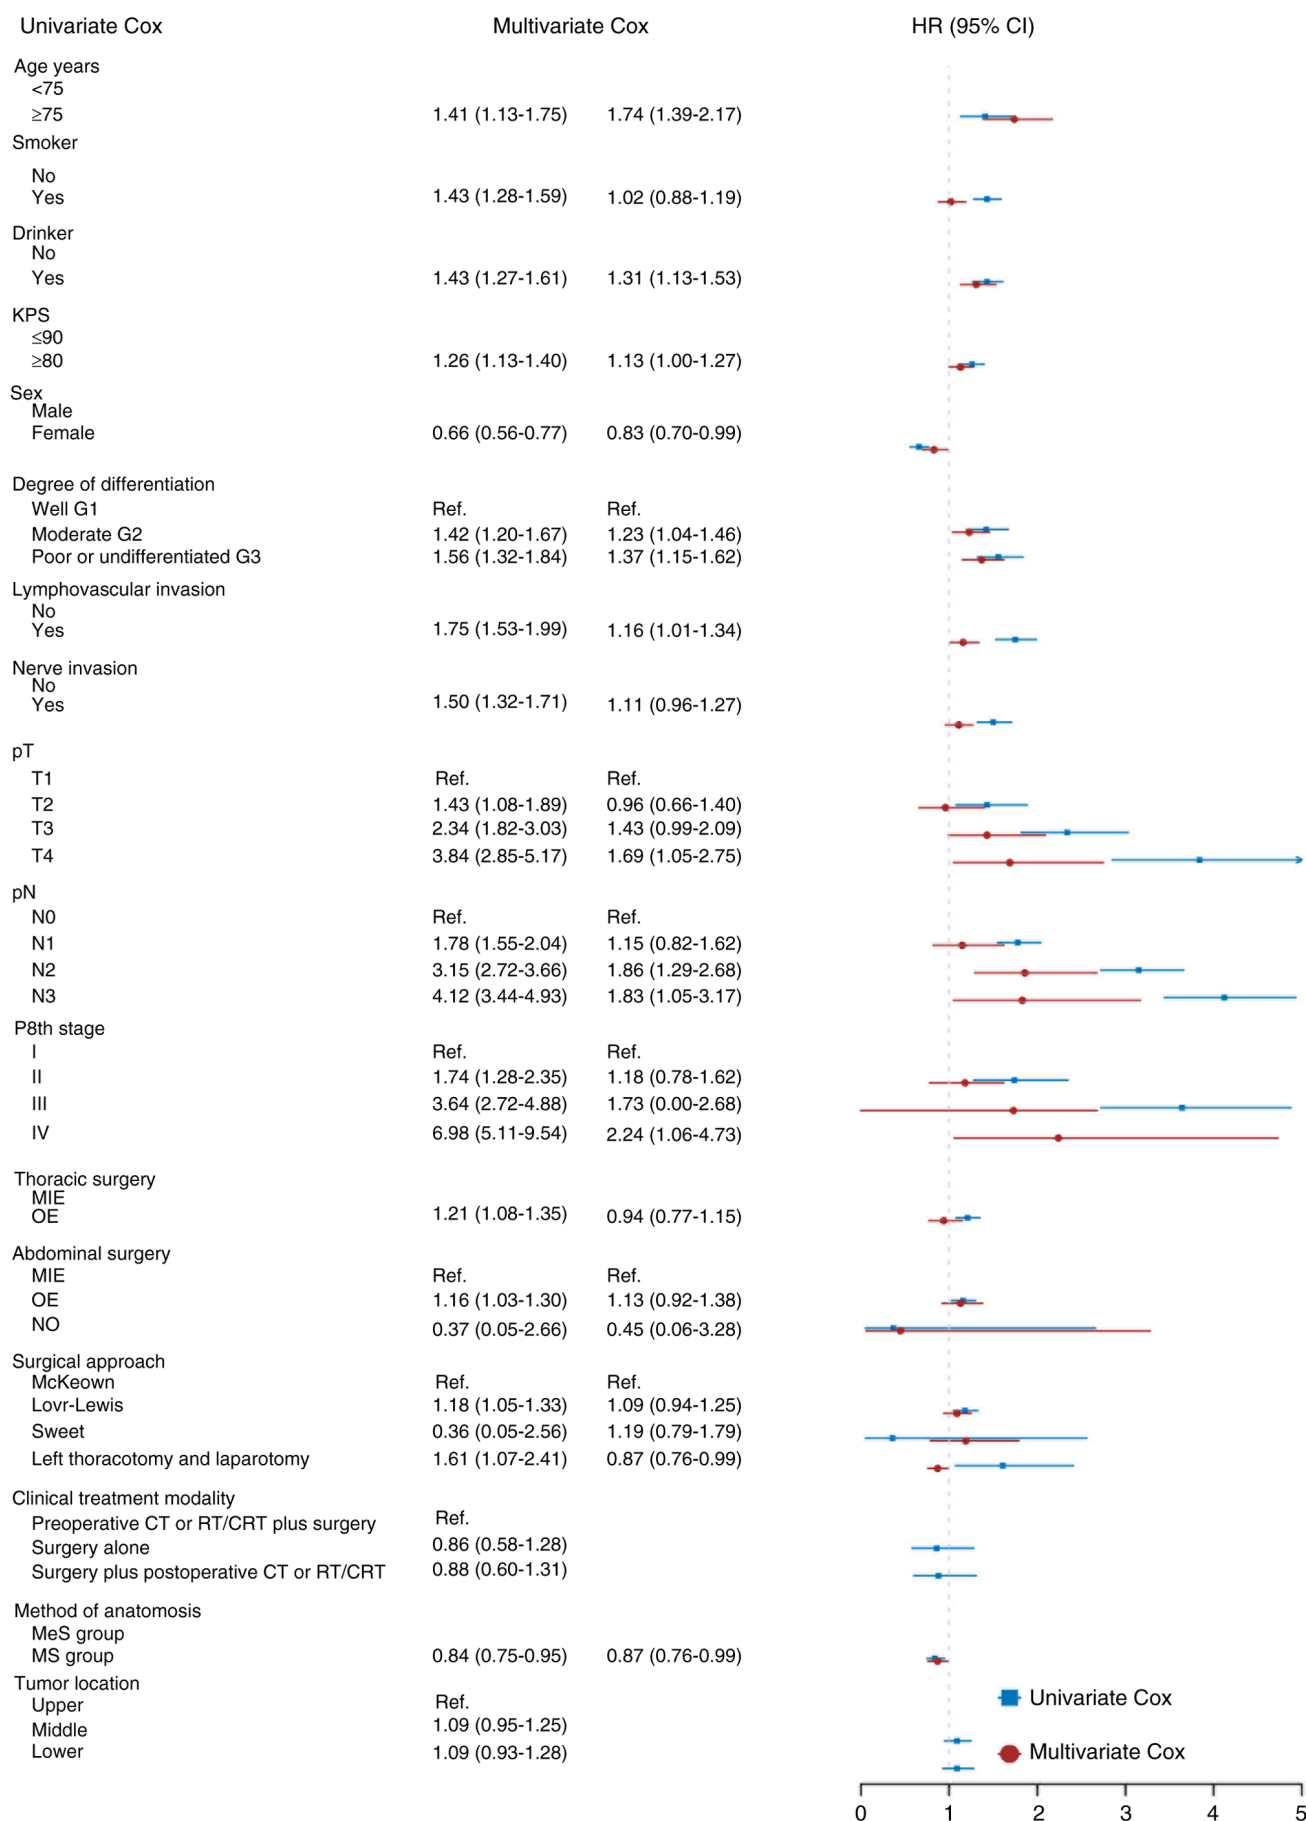 Univariate Cox Multivariate Cox HR (95% CI)
Age years
<75
≥75 1.41 (1.13-1.75) 1.74 (1.39-2.17)
Smoker
No
Yes 1.43 (1.28-1.59) 1.02 (0.88-1.19)
Drinker
No
Yes 1.43 (1.27-1.61) 1.31 (1.13-1.53)
KPS
≤90
≥80 1.26 (1.13-1.40) 1.13 (1.00-1.27)
Sex
Male
Female 0.66 (0.56-0.77) 0.83 (0.70-0.99)
Degree of differentiation
Well G1 Ref. Ref.
Moderate G2 1.42 (1.20-1.67) 1.23 (1.04-1.46)
Poor or undifferentiated G3 1.56 (1.32-1.84) 1.37 (1.15-1.62)
Lymphovascular invasion
No
Yes 1.75 (1.53-1.99) 1.16 (1.01-1.34)
Nerve invasion
No
Yes 1.50 (1.32-1.71) 1.11 (0.96-1.27)
pT
T1 Ref. Ref.
T2 1.43 (1.08-1.89) 0.96 (0.66-1.40)
T3 2.34 (1.82-3.03) 1.43 (0.99-2.09)
T4 3.84 (2.85-5.17) 1.69 (1.05-2.75)
pN
N0 Ref. Ref.
N1 1.78 (1.55-2.04) 1.15 (0.82-1.62)
N2 3.15 (2.72-3.66) 1.86 (1.29-2.68)
N3 4.12 (3.44-4.93) 1.83 (1.05-3.17)
P8th stage
I Ref. Ref.
II 1.74 (1.28-2.35) 1.18 (0.78-1.62)
III 3.64 (2.72-4.88) 1.73 (0.00-2.68)
IV 6.98 (5.11-9.54) 2.24 (1.06-4.73)
Thoracic surgery
MIE
OE 1.21 (1.08-1.35) 0.94 (0.77-1.15)
Abdominal surgery
MIE Ref. Ref.
OE 1.16 (1.03-1.30) 1.13 (0.92-1.38)
NO 0.37 (0.05-2.66) 0.45 (0.06-3.28)
Surgical approach
McKeown Ref. Ref.
Lovr-Lewis 1.18 (1.05-1.33) 1.09 (0.94-1.25)
Sweet 0.36 (0.05-2.56) 1.19 (0.79-1.79)
Left thoracotomy and laparotomy 1.61 (1.07-2.41) 0.87 (0.76-0.99)
Clinical treatment modality
Preoperative CT or RT/CRT plus surgery Ref.
Surgery alone 0.86 (0.58-1.28)
Surgery plus postoperative CT or RT/CRT 0.88 (0.60-1.31)
Method of anatomosis
MeS group
MS group 0.84 (0.75-0.95) 0.87 (0.76-0.99)
Tumor location
Upper Ref.
Middle 1.09 (0.95-1.25)
Lower 1.09 (0.93-1.28)
Univariate Cox
Multivariate Cox
0 1 2 3 4 5